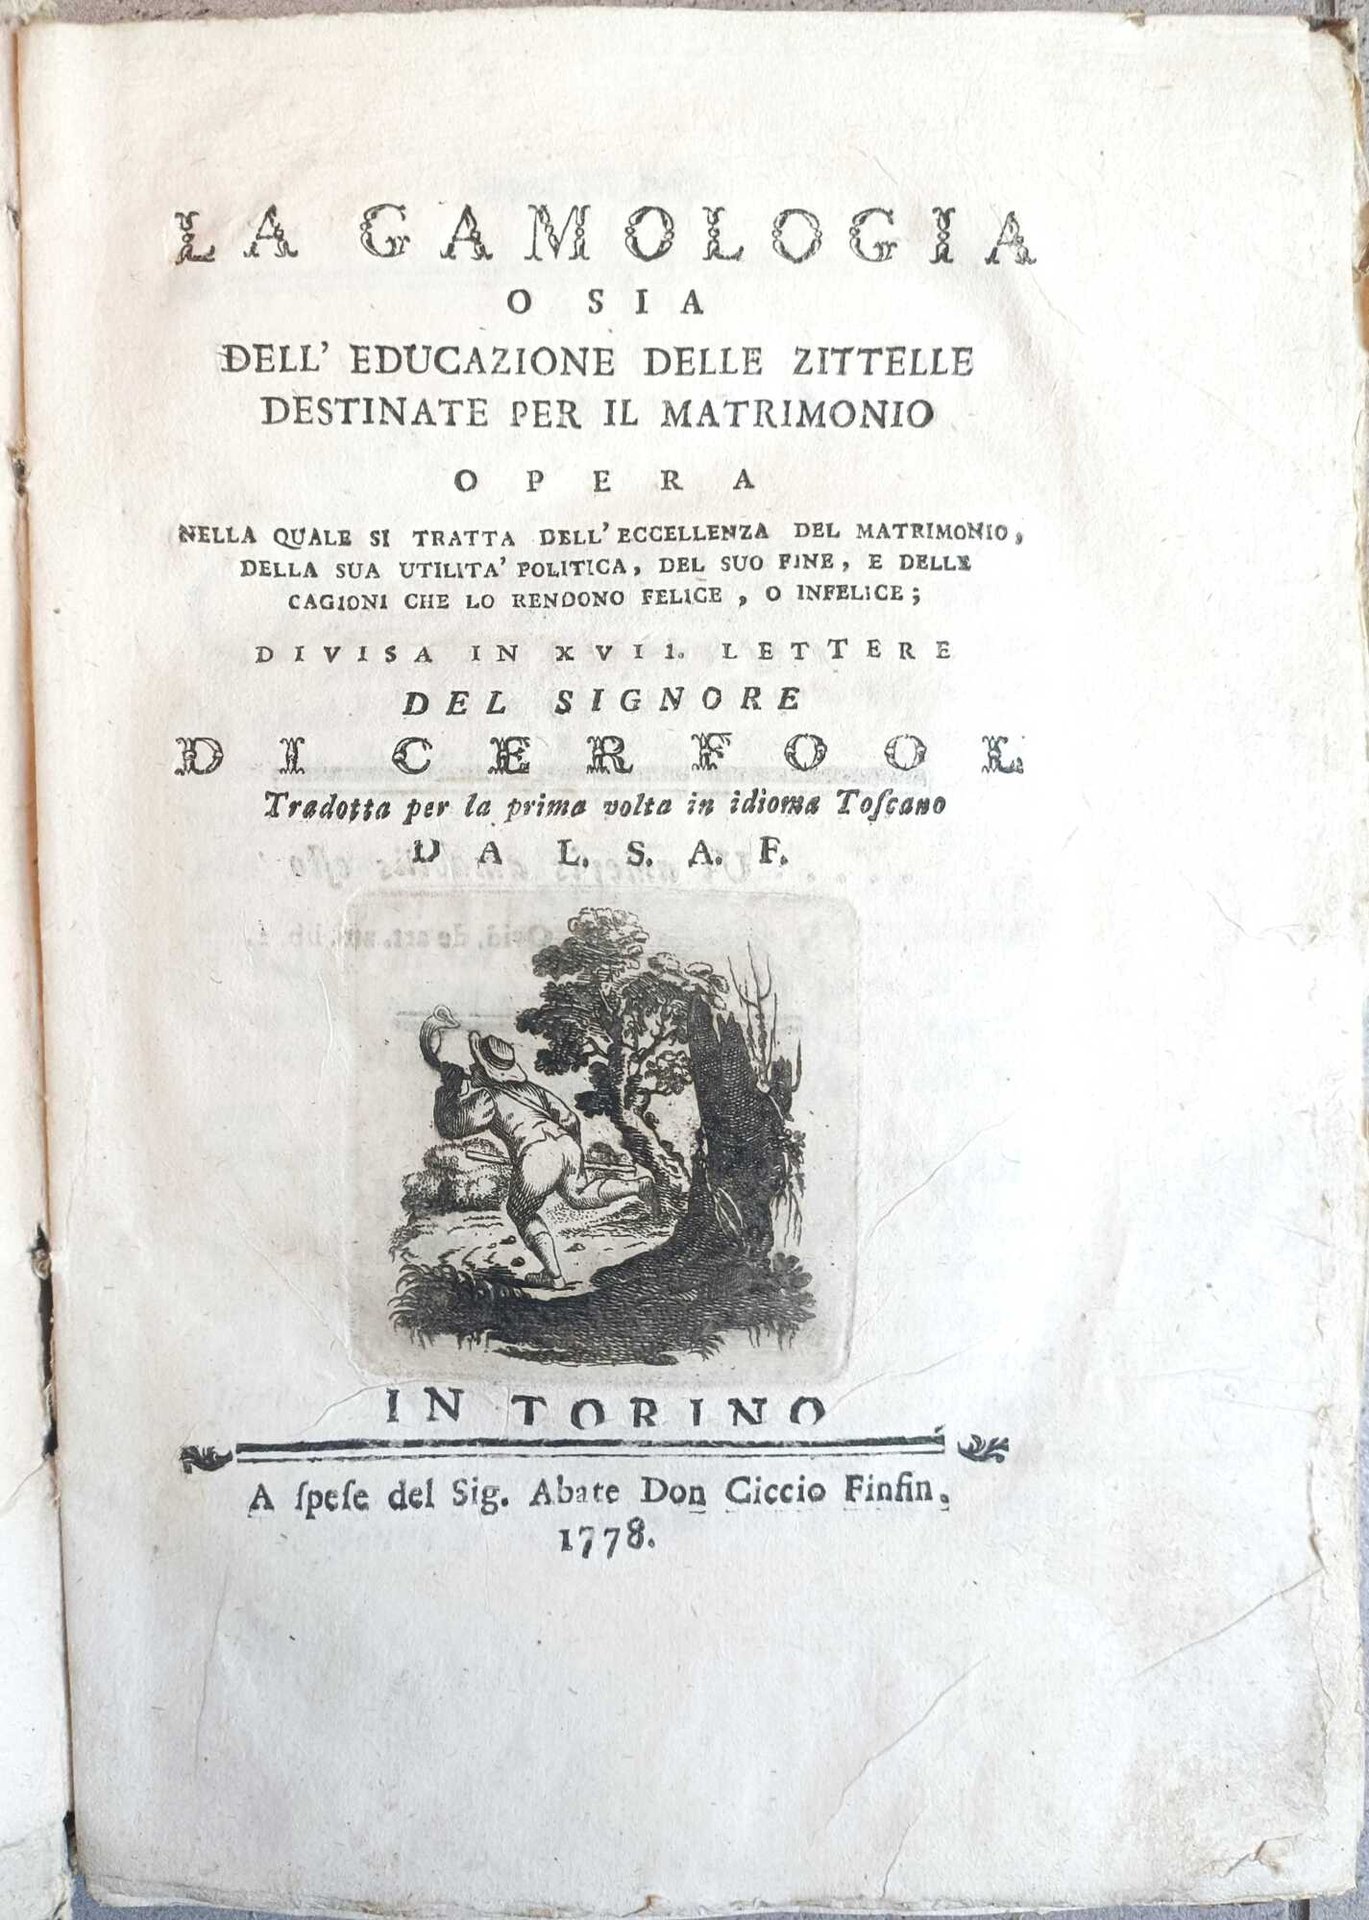 LA GAMOLOGIA
O SIA
DELL' EDUCAZIONE DELLE ZITTELLE
DESTINATE PER IL MATRIMONIO
OPERA
NELLA QUALE SI TRATTA DELL' ECCELLENZA DEL MATRIMONIO,
DELLA SUA UTILITA' POLITICA, DEL SUO FINE, E DELLE
CAGIONI CHE LO RENDONO FELICE, O INFELICE;
DIVISA IN XVII. LETTERE
DEL SIGNORE
DI CERFOOL
Tradotta per la prima volta in idioma Toſcano
DA L. S. A. F.
IN TORINO
A ſpeſe del Sig. Abate Don Ciccio Finfin.
1778.